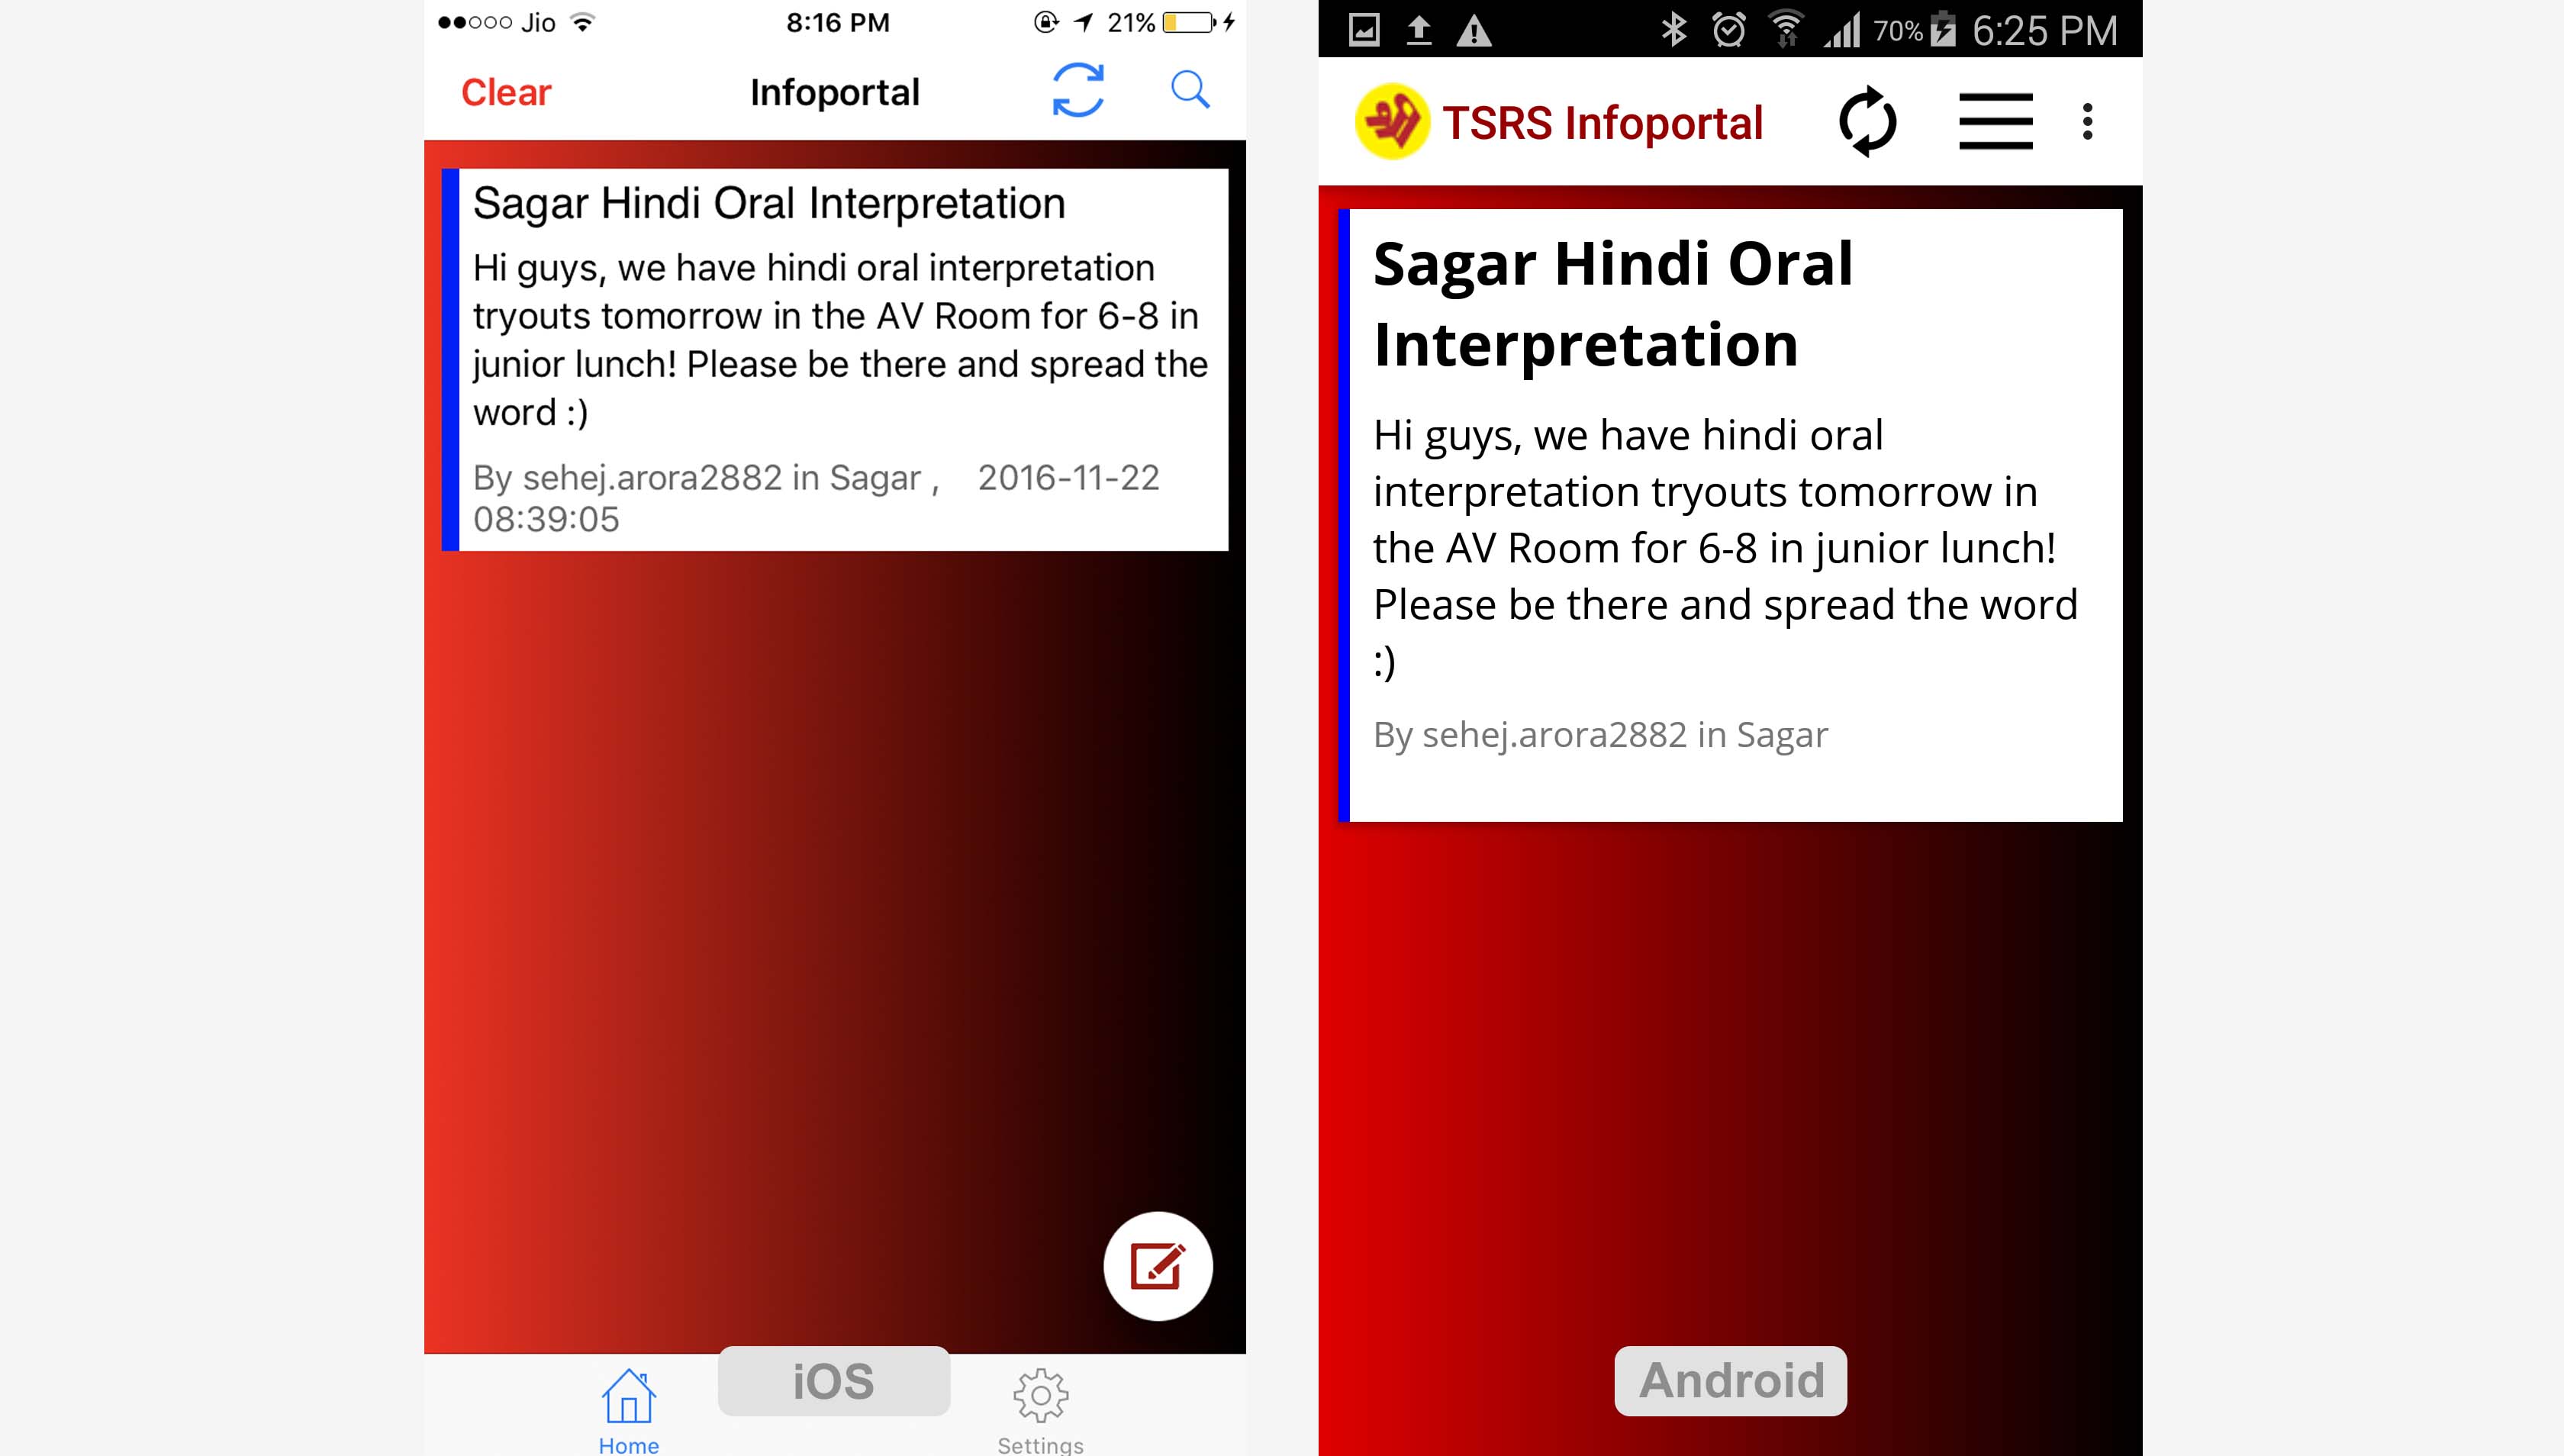 Jio 8:16 PM 21%
Clear Infoportal
Sagar Hindi Oral Interpretation
Hi guys, we have hindi oral interpretation
tryouts tomorrow in the AV Room for 6-8 in
junior lunch! Please be there and spread the
word :)
By sehej.arora2882 in Sagar , 2016-11-22
08:39:05
iOS
Home Settings
70% 6:25 PM
TSRS Infoportal
Sagar Hindi Oral
Interpretation
Hi guys, we have hindi oral
interpretation tryouts tomorrow in
the AV Room for 6-8 in junior lunch!
Please be there and spread the word
:)
By sehej.arora2882 in Sagar
Android